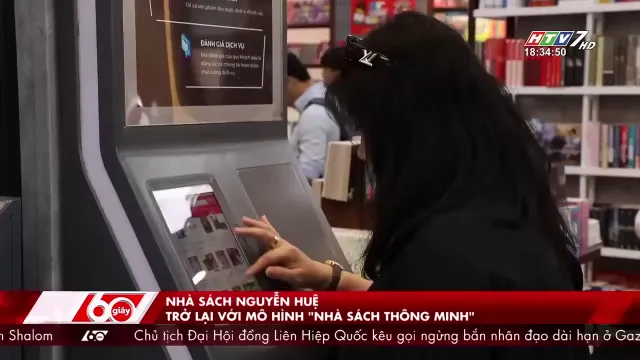 ĐÁNH GIÁ DỊCH VỤ
HTV7 HD
18:34:50
60 giây
NHÀ SÁCH NGUYỄN HUỆ
TRỞ LẠI VỚI MÔ HÌNH "NHÀ SÁCH THÔNG MINH"
Shalom 60 Chủ tịch Đại Hội đồng Liên Hiệp Quốc kêu gọi ngừng bắn nhân đạo dài hạn ở Gaz